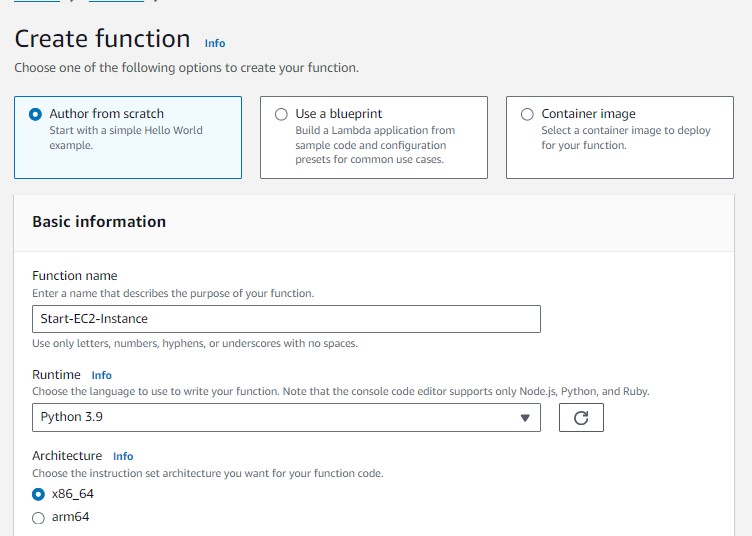 Create function Info
Choose one of the following options to create your function.
Author from scratch
Start with a simple Hello World
example.
Use a blueprint
Build a Lambda application from
sample code and configuration
presets for common use cases.
Container image
Select a container image to deploy
for your function.
Basic information
Function name
Enter a name that describes the purpose of your function.
Start-EC2-Instance
Use only letters, numbers, hyphens, or underscores with no spaces.
Runtime Info
Choose the language to use to write your function. Note that the console code editor supports only Node.js, Python, and Ruby.
Python 3.9
Architecture Info
Choose the instruction set architecture you want for your function code.
x86_64
arm64